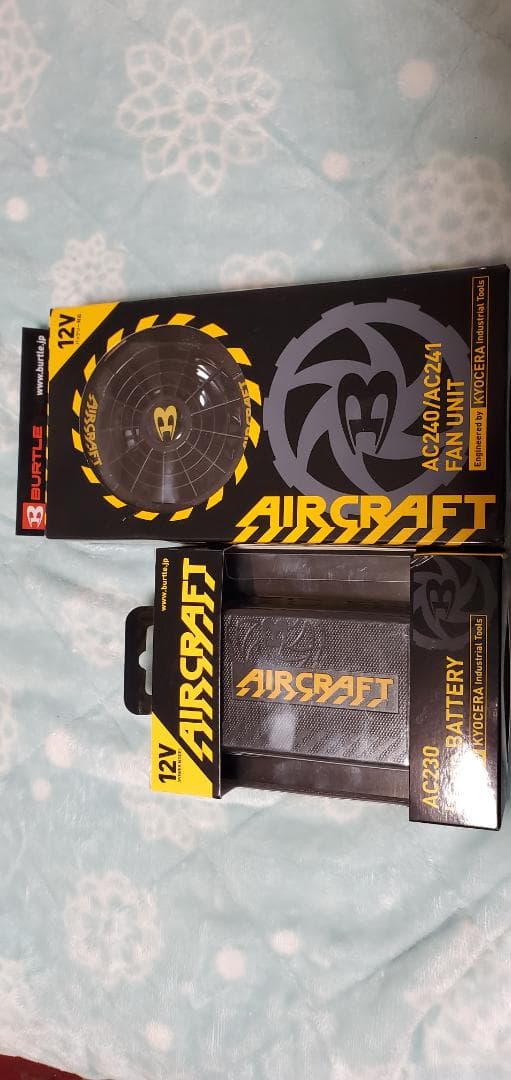 B BURTLE
www.burtle.jp
12V
AIRCRAFT
B
AIRCRAFT
B
AC240/AC241
FAN UNIT
Engineered by KYOCERA Industrial Tools
AIRCRAFT
www.burtle.jp
12V
AIRCRAFT
AIRCRAFT
B
AC230
BATTERY
KYOCERA Industrial Tools